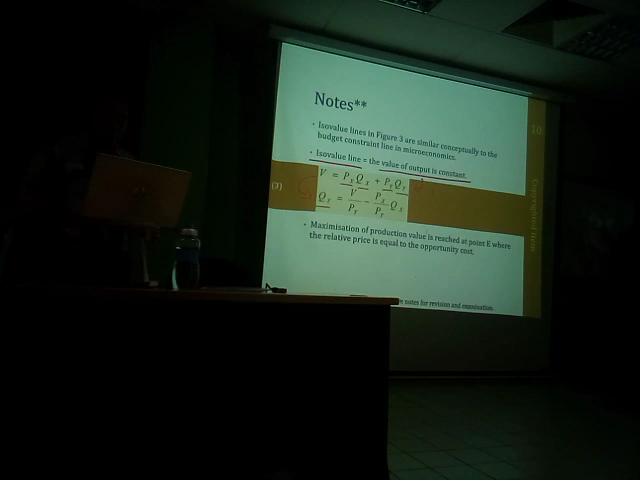 Notes**
10
• Isovalue lines in Figure 3 are similar conceptually to the
budget constraint line in microeconomics.
• Isovalue line = the value of output is constant.
(3)
V = P_X Q_X + P_Y Q_Y
Q_Y = V/P_Y − P_X/P_Y Q_X
• Maximisation of production value is reached at point E where
the relative price is equal to the opportunity cost.
notes for revision and examination.